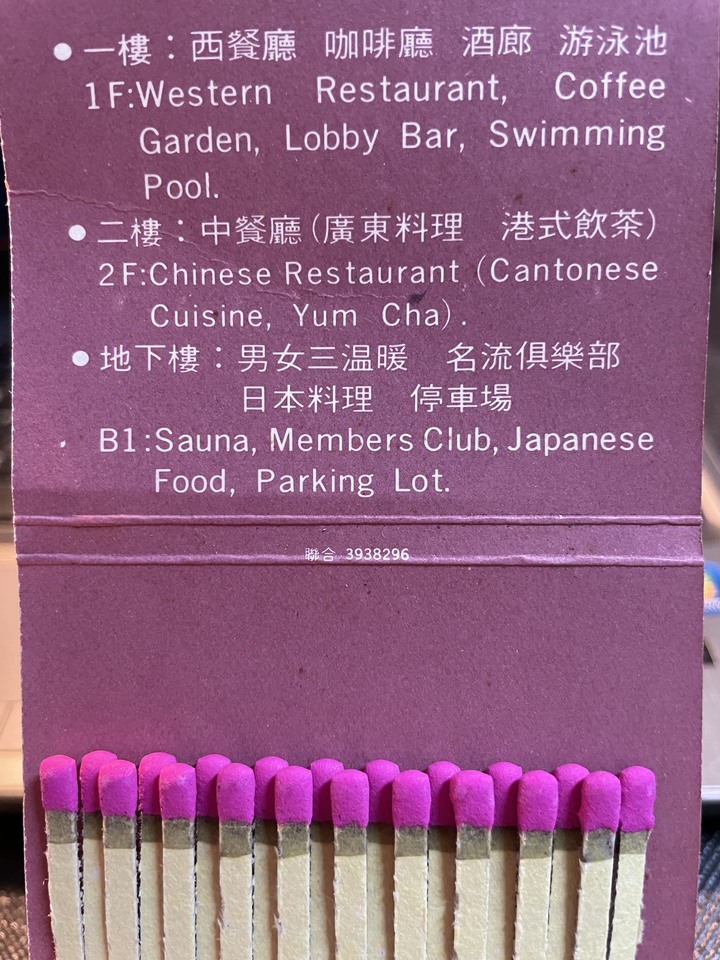 ●一樓：西餐廳 咖啡廳 酒廊 游泳池
1F:Western Restaurant, Coffee
Garden, Lobby Bar, Swimming
Pool.
●二樓：中餐廳(廣東料理 港式飲茶)
2F:Chinese Restaurant (Cantonese
Cuisine, Yum Cha).
●地下樓：男女三温暖 名流俱樂部
日本料理 停車場
B1:Sauna, Members Club, Japanese
Food, Parking Lot.
聯合 3938296